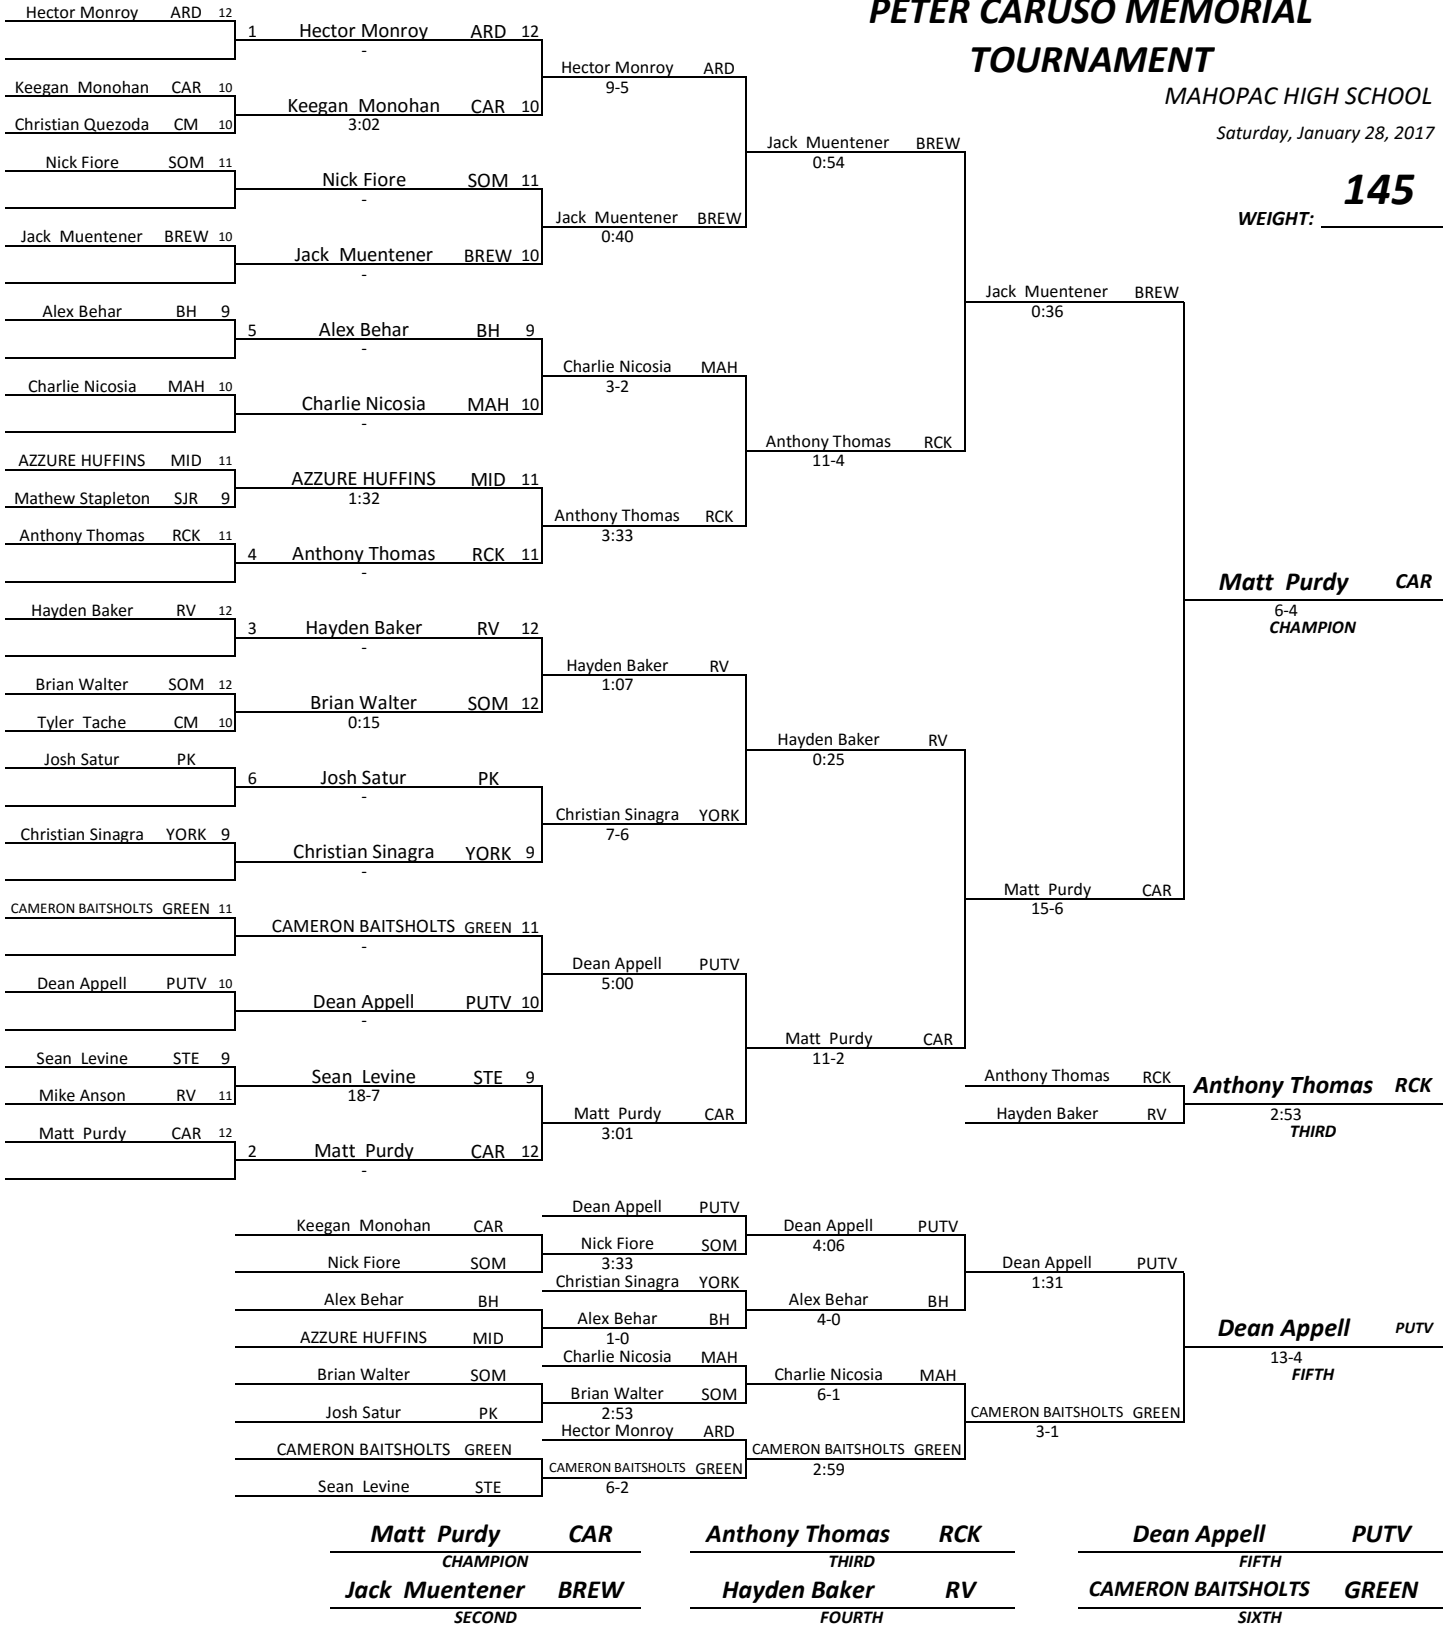 PETER CARUSO MEMORIAL
TOURNAMENT
MAHOPAC HIGH SCHOOL
Saturday, January 28, 2017
145
WEIGHT:
Hector Monroy ARD 12
Keegan Monohan CAR 10
Christian Quezoda CM 10
Nick Fiore SOM 11
Jack Muentener BREW 10
Alex Behar BH 9
Charlie Nicosia MAH 10
AZZURE HUFFINS MID 11
Mathew Stapleton SJR 9
Anthony Thomas RCK 11
Hayden Baker RV 12
Brian Walter SOM 12
Tyler Tache CM 10
Josh Satur PK
Christian Sinagra YORK 9
CAMERON BAITSHOLTS GREEN 11
Dean Appell PUTV 10
Sean Levine STE 9
Mike Anson RV 11
Matt Purdy CAR 12
1 Hector Monroy ARD 12
-
Keegan Monohan CAR 10
3:02
Nick Fiore SOM 11
-
Jack Muentener BREW 10
-
5 Alex Behar BH 9
-
Charlie Nicosia MAH 10
-
AZZURE HUFFINS MID 11
1:32
4 Anthony Thomas RCK 11
-
3 Hayden Baker RV 12
-
Brian Walter SOM 12
0:15
6 Josh Satur PK
-
Christian Sinagra YORK 9
-
CAMERON BAITSHOLTS GREEN 11
-
Dean Appell PUTV 10
-
Sean Levine STE 9
18-7
2 Matt Purdy CAR 12
-
Hector Monroy ARD
9-5
Jack Muentener BREW
0:40
Charlie Nicosia MAH
3-2
Anthony Thomas RCK
3:33
Hayden Baker RV
1:07
Christian Sinagra YORK
7-6
Dean Appell PUTV
5:00
Matt Purdy CAR
3:01
Jack Muentener BREW
0:54
Anthony Thomas RCK
11-4
Hayden Baker RV
0:25
Matt Purdy CAR
11-2
Jack Muentener BREW
0:36
Matt Purdy CAR
15-6
Matt Purdy CAR
6-4
CHAMPION
Anthony Thomas RCK
Hayden Baker RV
Anthony Thomas RCK
2:53
THIRD
Keegan Monohan CAR
Nick Fiore SOM
Alex Behar BH
AZZURE HUFFINS MID
Brian Walter SOM
Josh Satur PK
CAMERON BAITSHOLTS GREEN
Sean Levine STE
Dean Appell PUTV
Nick Fiore SOM
3:33
Christian Sinagra YORK
Alex Behar BH
1-0
Charlie Nicosia MAH
Brian Walter SOM
2:53
Hector Monroy ARD
CAMERON BAITSHOLTS GREEN
6-2
Dean Appell PUTV
4:06
Alex Behar BH
4-0
Charlie Nicosia MAH
6-1
CAMERON BAITSHOLTS GREEN
2:59
Dean Appell PUTV
1:31
CAMERON BAITSHOLTS GREEN
3-1
Dean Appell PUTV
13-4
FIFTH
Matt Purdy CAR Anthony Thomas RCK Dean Appell PUTV
CHAMPION THIRD FIFTH
Jack Muentener BREW Hayden Baker RV CAMERON BAITSHOLTS GREEN
SECOND FOURTH SIXTH